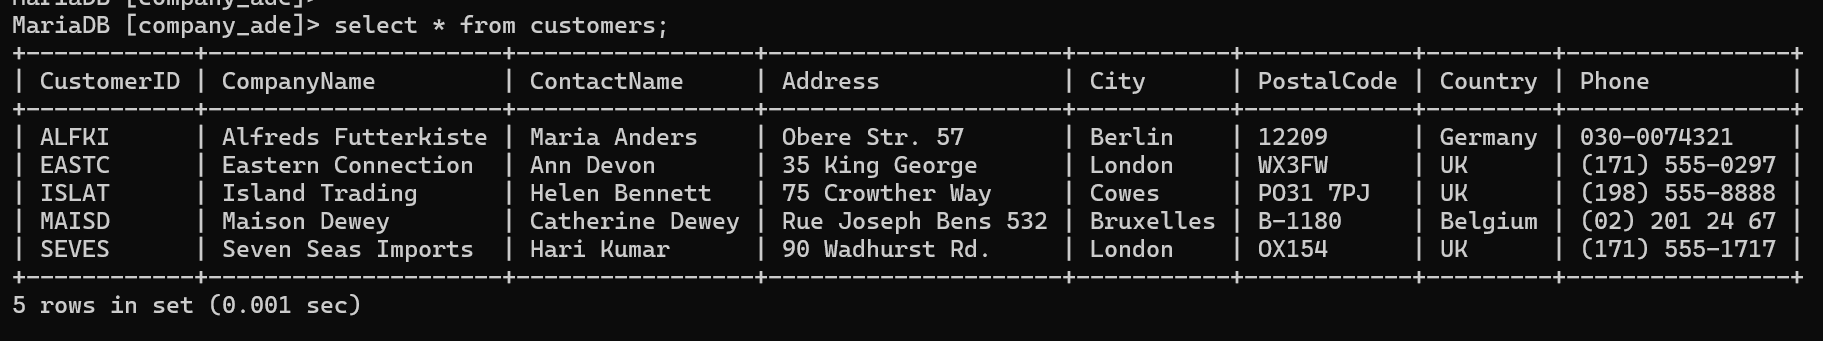 MariaDB [company_ade]>
MariaDB [company_ade]> select * from customers;
+------------+---------------------+-----------------+---------------------+-----------+------------+---------+----------------+
| CustomerID | CompanyName         | ContactName     | Address             | City      | PostalCode | Country | Phone          |
+------------+---------------------+-----------------+---------------------+-----------+------------+---------+----------------+
| ALFKI      | Alfreds Futterkiste | Maria Anders    | Obere Str. 57       | Berlin    | 12209      | Germany | 030-0074321    |
| EASTC      | Eastern Connection  | Ann Devon       | 35 King George      | London    | WX3FW      | UK      | (171) 555-0297 |
| ISLAT      | Island Trading      | Helen Bennett   | 75 Crowther Way     | Cowes     | PO31 7PJ   | UK      | (198) 555-8888 |
| MAISD      | Maison Dewey        | Catherine Dewey | Rue Joseph Bens 532 | Bruxelles | B-1180     | Belgium | (02) 201 24 67 |
| SEVES      | Seven Seas Imports  | Hari Kumar      | 90 Wadhurst Rd.     | London    | OX154      | UK      | (171) 555-1717 |
+------------+---------------------+-----------------+---------------------+-----------+------------+---------+----------------+
5 rows in set (0.001 sec)